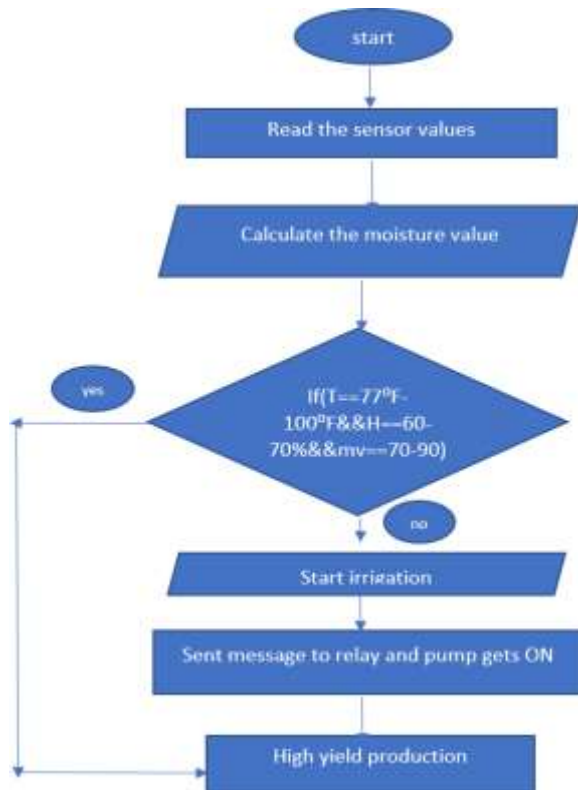 start
Read the sensor values
Calculate the moisture value
yes
If(T==77⁰F-
100⁰F&&H==60-
70%&&mv==70-90)
no
Start irrigation
Sent message to relay and pump gets ON
High yield production